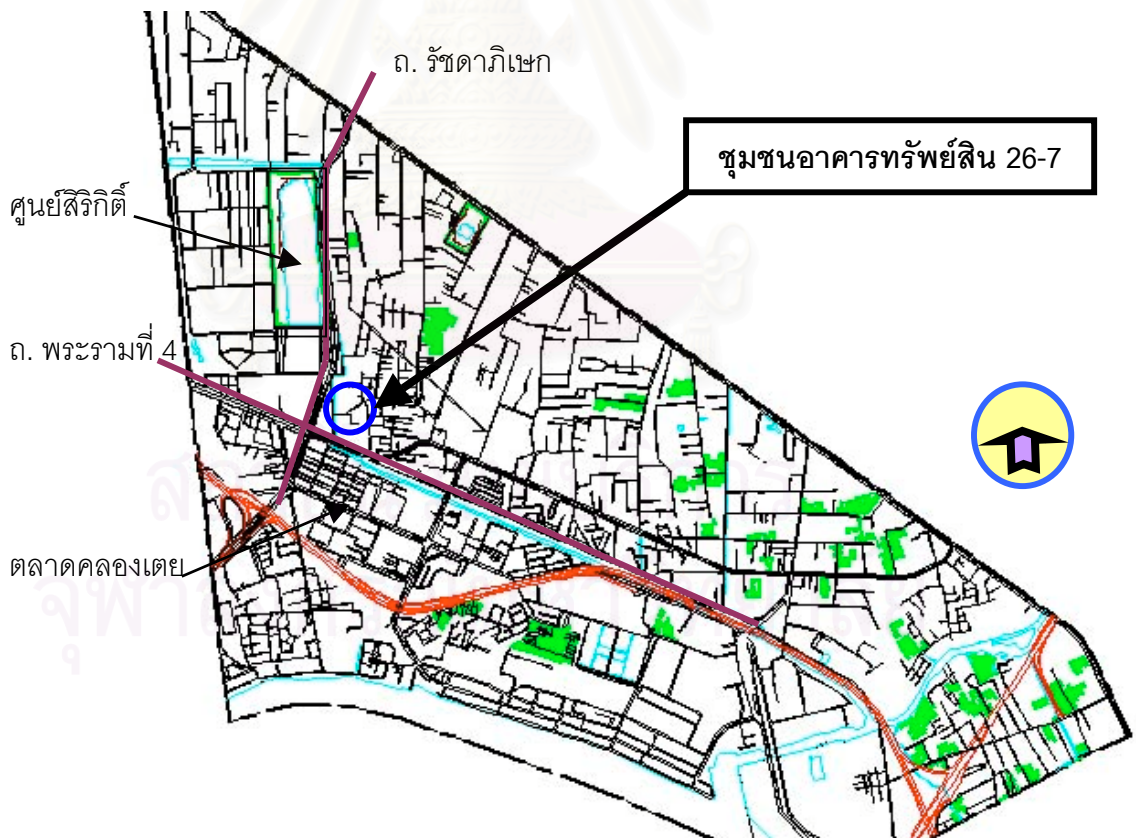 ถ. รัชดาภิเษก
ชุมชนอาคารทรัพย์สิน 26-7
ศูนย์สิริกิติ์
ถ. พระรามที่ 4
ตลาดคลองเตย